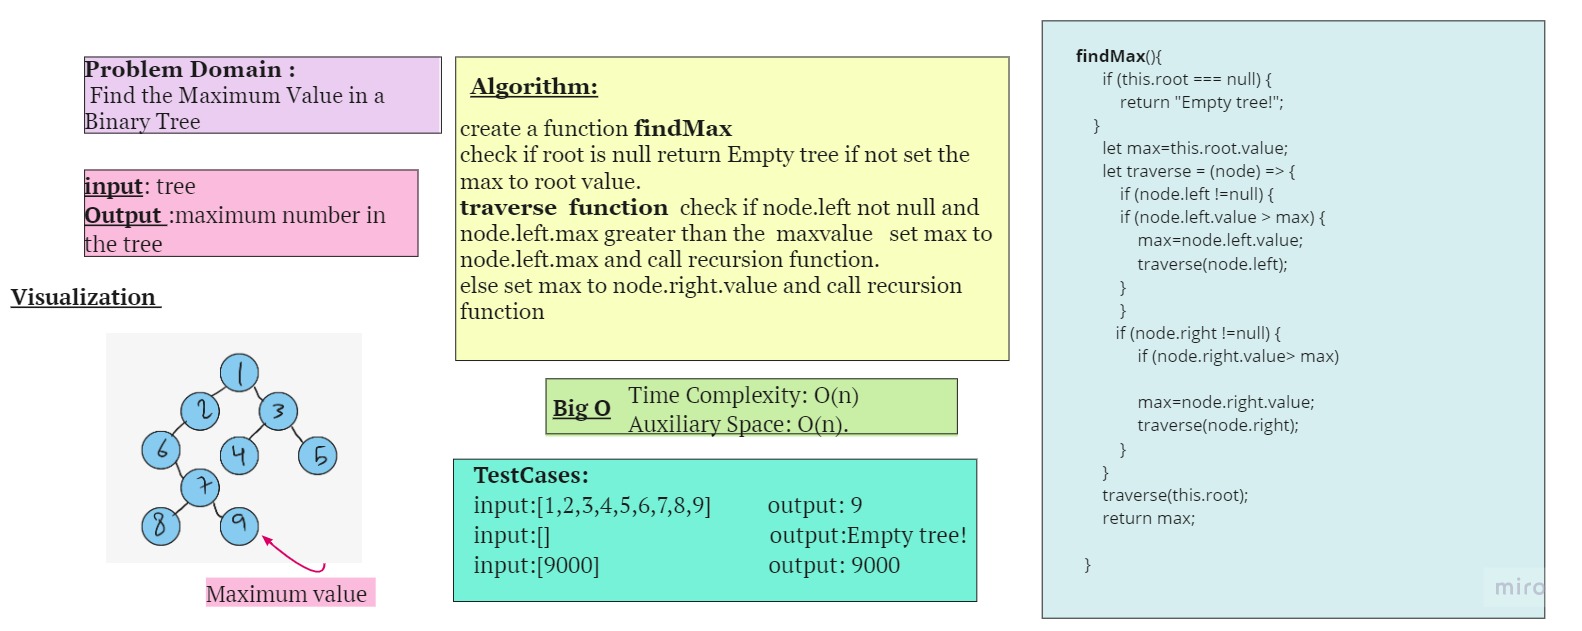 Problem Domain :
Find the Maximum Value in a
Binary Tree
input: tree
Output :maximum number in
the tree
Visualization
1
2
3
6
4
5
7
8
9
Maximum value
Algorithm:
create a function findMax
check if root is null return Empty tree if not set the
max to root value.
traverse function check if node.left not null and
node.left.max greater than the maxvalue set max to
node.left.max and call recursion function.
else set max to node.right.value and call recursion
function
Big O
Time Complexity: O(n)
Auxiliary Space: O(n).
TestCases:
input:[1,2,3,4,5,6,7,8,9] output: 9
input:[] output:Empty tree!
input:[9000] output: 9000
findMax(){
if (this.root === null) {
return "Empty tree!";
}
let max=this.root.value;
let traverse = (node) => {
if (node.left !=null) {
if (node.left.value > max) {
max=node.left.value;
traverse(node.left);
}
}
if (node.right !=null) {
if (node.right.value> max)
max=node.right.value;
traverse(node.right);
}
}
traverse(this.root);
return max;
}
miro